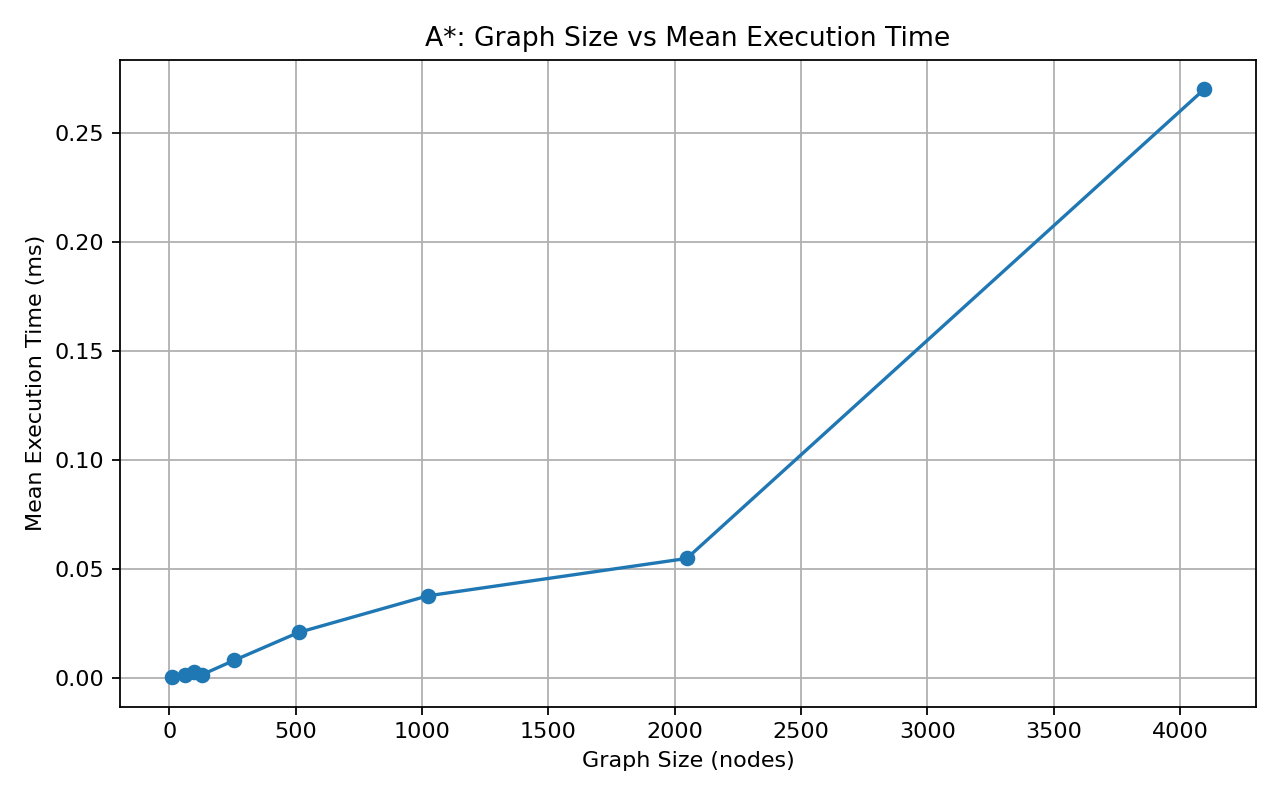 A*: Graph Size vs Mean Execution Time
0.25
0.20
0.15
0.10
0.05
0.00
Mean Execution Time (ms)
0 500 1000 1500 2000 2500 3000 3500 4000
Graph Size (nodes)